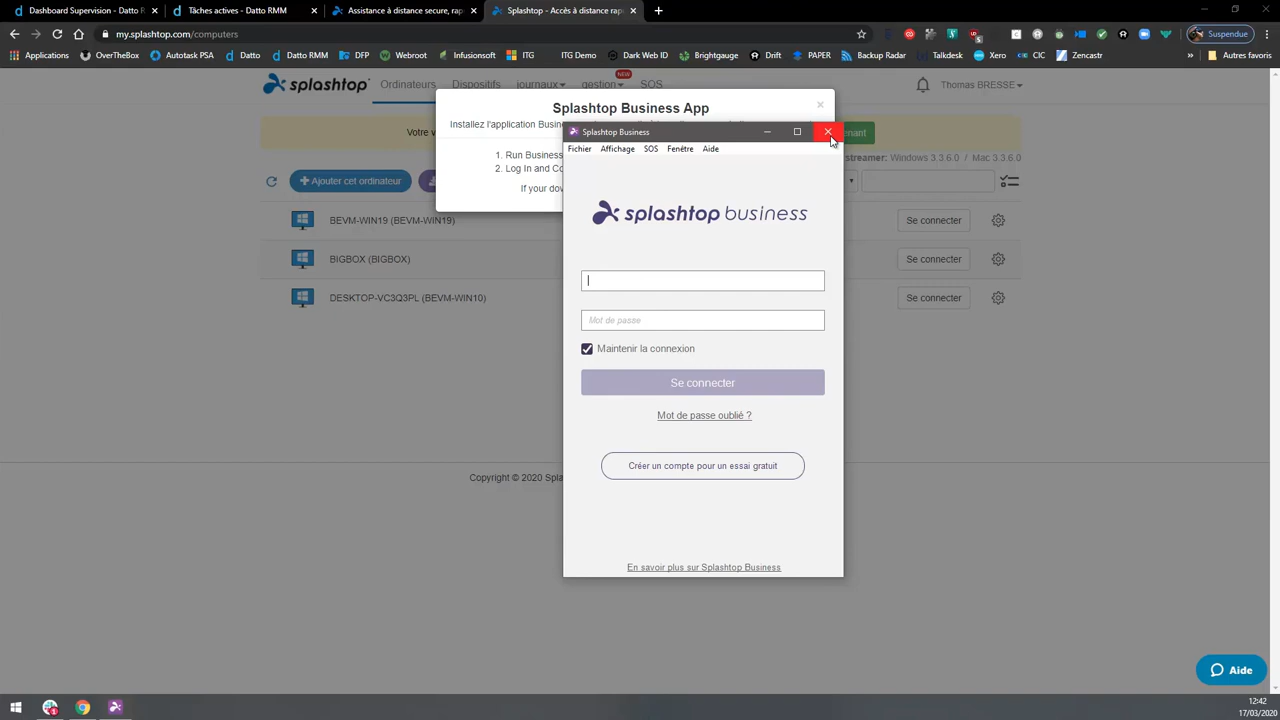 Dashboard Supervision - Datto R
Tâches actives - Datto RMM
Assistance à distance secure, rap
Splashtop - Accès à distance rapi
my.splashtop.com/computers
Suspendue
Applications
OverTheBox
Autotask PSA
Datto
Datto RMM
DFP
Webroot
Infusionsoft
ITG
ITG Demo
Dark Web ID
Brightgauge
Drift
PAPER
Backup Radar
Talkdesk
Xero
CC
Zencastr
Autres favoris
splashtop
Ordinateurs
Dispositifs
journaux
gestion
NEW
SOS
Thomas BRESSE
Splashtop Business App
Installez l'application Busin
1. Run Business
2. Log In and Co
If your dow
Votre v
enant
streamer: Windows 3.3.6.0 / Mac 3.3.6.0
Ajouter cet ordinateur
BEVM-WIN19 (BEVM-WIN19)
Se connecter
BIGBOX (BIGBOX)
Se connecter
DESKTOP-VC3Q3PL (BEVM-WIN10)
Se connecter
Copyright © 2020 Spla
Splashtop Business
Fichier
Affichage
SOS
Fenêtre
Aide
splashtop business
Mot de passe
Maintenir la connexion
Se connecter
Mot de passe oublié ?
Créer un compte pour un essai gratuit
En savoir plus sur Splashtop Business
Aide
12:42
17/03/2020